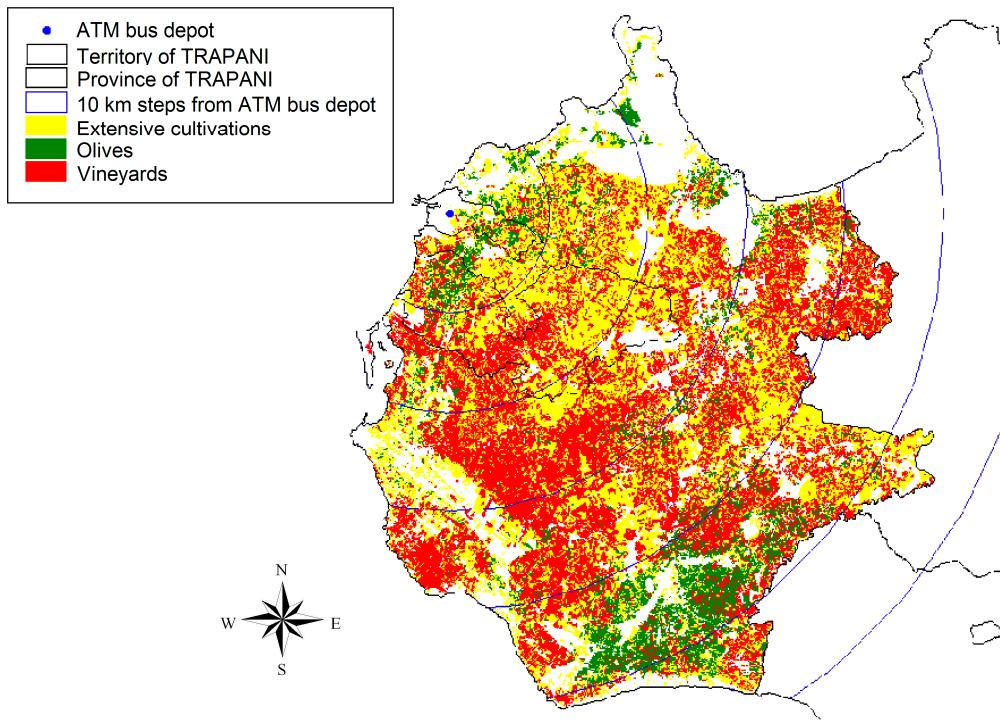 ATM bus depot
Territory of TRAPANI
Province of TRAPANI
10 km steps from ATM bus depot
Extensive cultivations
Olives
Vineyards
N
W E
S